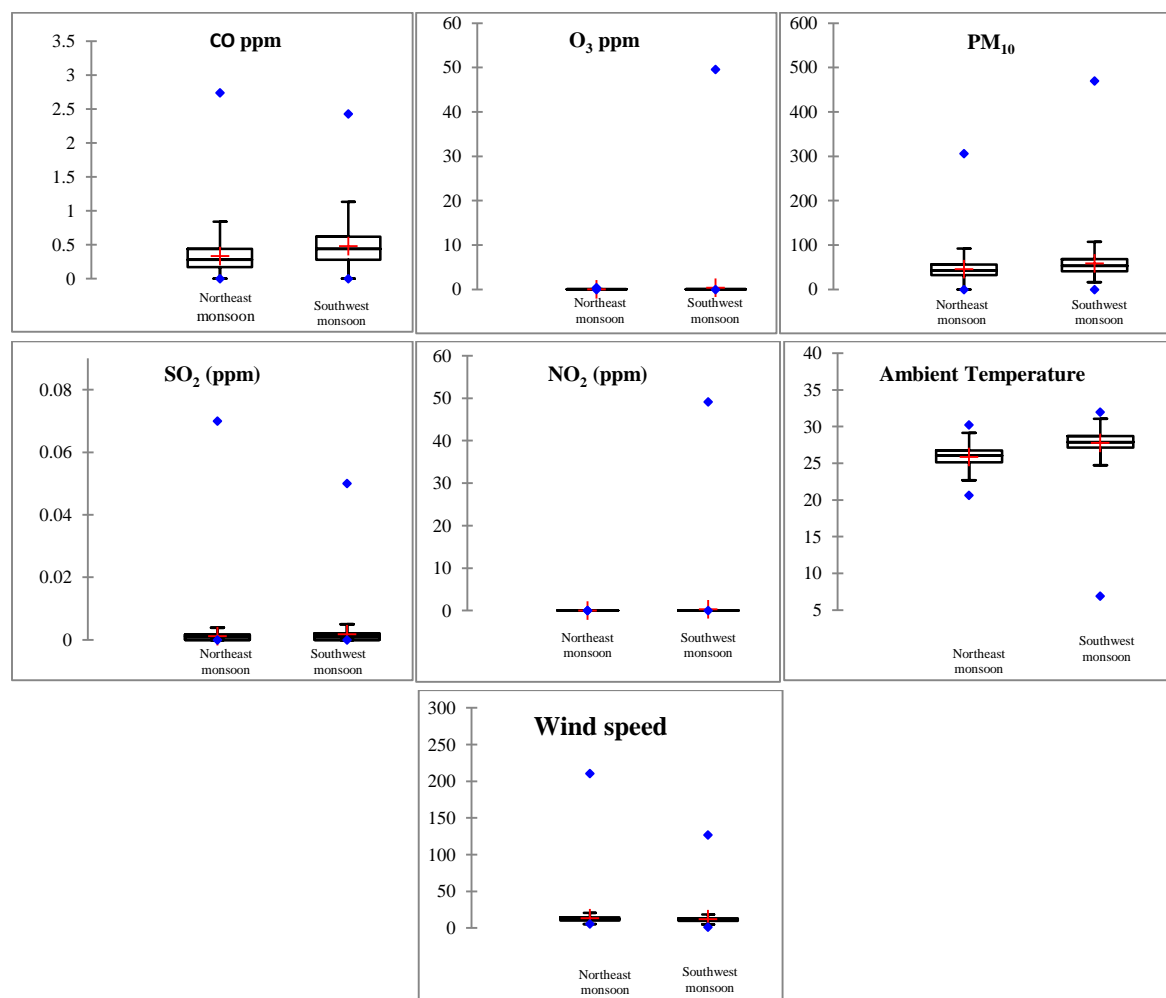 CO ppm
3.5
3
2.5
2
1.5
1
0.5
0
Northeast
monsoon
Southwest
monsoon
O₃ ppm
60
50
40
30
20
10
0
Northeast
monsoon
Southwest
monsoon
PM₁₀
600
500
400
300
200
100
0
Northeast
monsoon
Southwest
monsoon
SO₂ (ppm)
0.08
0.06
0.04
0.02
0
Northeast
monsoon
Southwest
monsoon
NO₂ (ppm)
60
50
40
30
20
10
0
Northeast
monsoon
Southwest
monsoon
Ambient Temperature
40
35
30
25
20
15
10
5
Northeast
monsoon
Southwest
monsoon
Wind speed
300
250
200
150
100
50
0
Northeast
monsoon
Southwest
monsoon